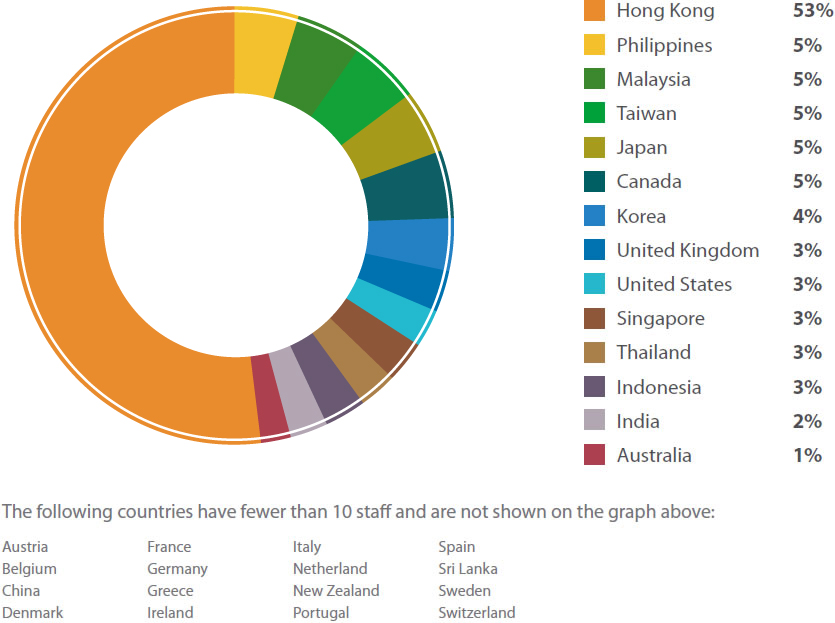 Hong Kong 53%
Philippines 5%
Malaysia 5%
Taiwan 5%
Japan 5%
Canada 5%
Korea 4%
United Kingdom 3%
United States 3%
Singapore 3%
Thailand 3%
Indonesia 3%
India 2%
Australia 1%
The following countries have fewer than 10 staff and are not shown on the graph above:
Austria France Italy Spain
Belgium Germany Netherland Sri Lanka
China Greece New Zealand Sweden
Denmark Ireland Portugal Switzerland